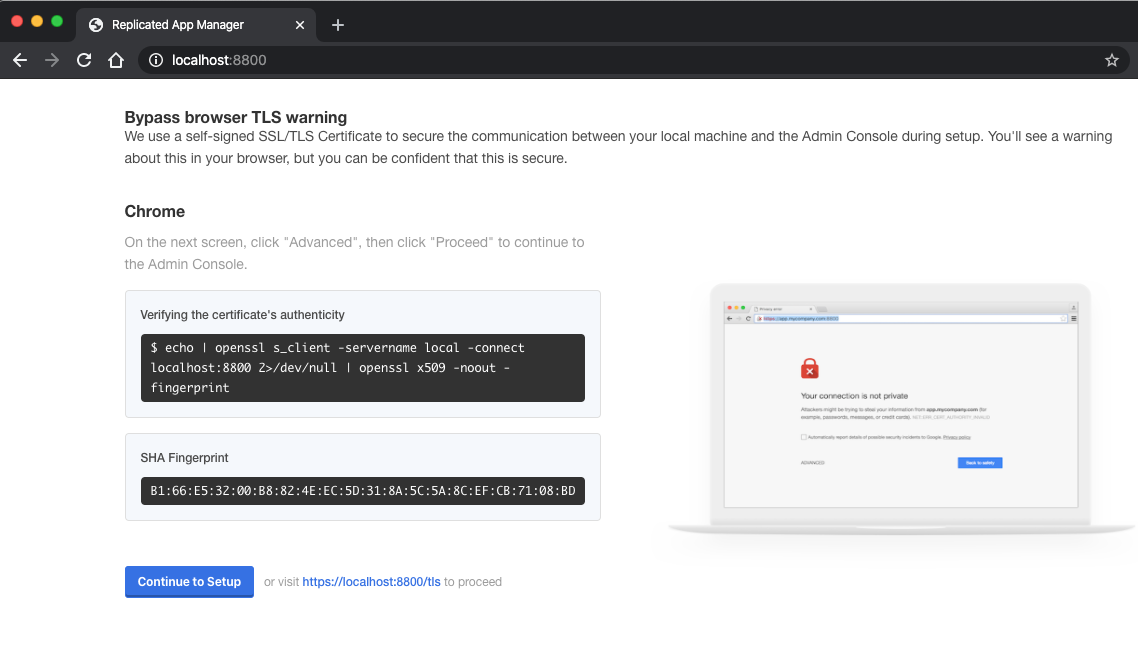 Replicated App Manager
localhost:8800
Bypass browser TLS warning
We use a self-signed SSL/TLS Certificate to secure the communication between your local machine and the Admin Console during setup. You'll see a warning
about this in your browser, but you can be confident that this is secure.
Chrome
On the next screen, click "Advanced", then click "Proceed" to continue to
the Admin Console.
Verifying the certificate's authenticity
$ echo | openssl s_client -servername local -connect
localhost:8800 2>/dev/null | openssl x509 -noout -
fingerprint
SHA Fingerprint
B1:66:E5:32:00:B8:82:4E:EC:5D:31:8A:5C:5A:8C:EF:CB:71:08:BD
Continue to Setup or visit https://localhost:8800/tls to proceed
Privacy error
https://app.mycompany.com
Your connection is not private
Attackers might be trying to steal your information from app.mycompany.com (for
example, passwords, messages, or credit cards). NET::ERR_CERT_AUTHORITY_INVALID
Automatically report details of possible security incidents to Google. Privacy policy
ADVANCED
Back to safety